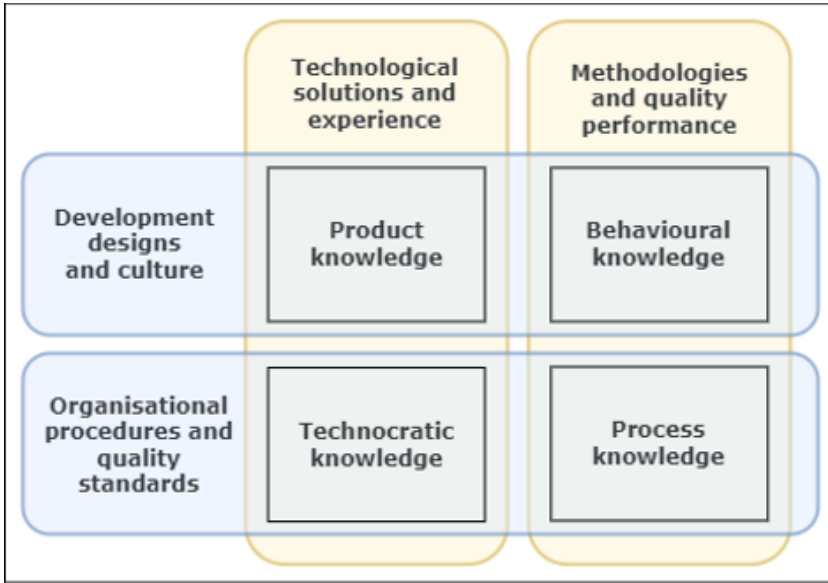 Technological
solutions and
experience
Methodologies
and quality
performance
Development
designs
and culture
Product
knowledge
Behavioural
knowledge
Organisational
procedures and
quality
standards
Technocratic
knowledge
Process
knowledge